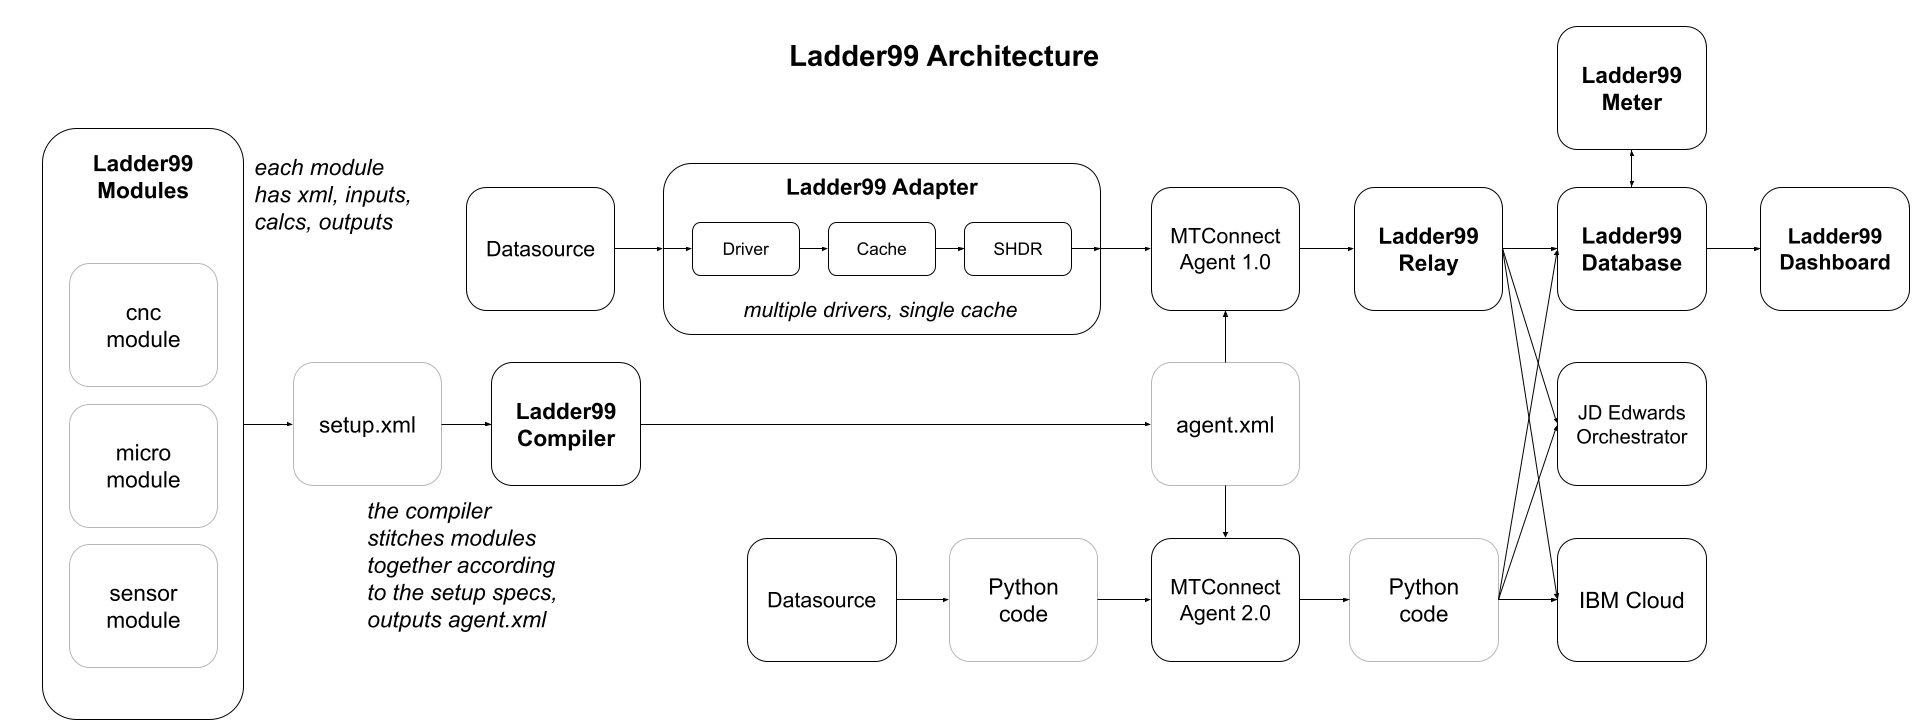 Ladder99 Architecture
Ladder99
Modules
each module
has xml, inputs,
calcs, outputs
cnc
module
micro
module
sensor
module
setup.xml
Ladder99
Compiler
the compiler
stitches modules
together according
to the setup specs,
outputs agent.xml
Datasource
Ladder99 Adapter
Driver
Cache
SHDR
multiple drivers, single cache
MTConnect
Agent 1.0
Ladder99
Relay
Ladder99
Meter
Ladder99
Database
Ladder99
Dashboard
agent.xml
JD Edwards
Orchestrator
Datasource
Python
code
MTConnect
Agent 2.0
Python
code
IBM Cloud